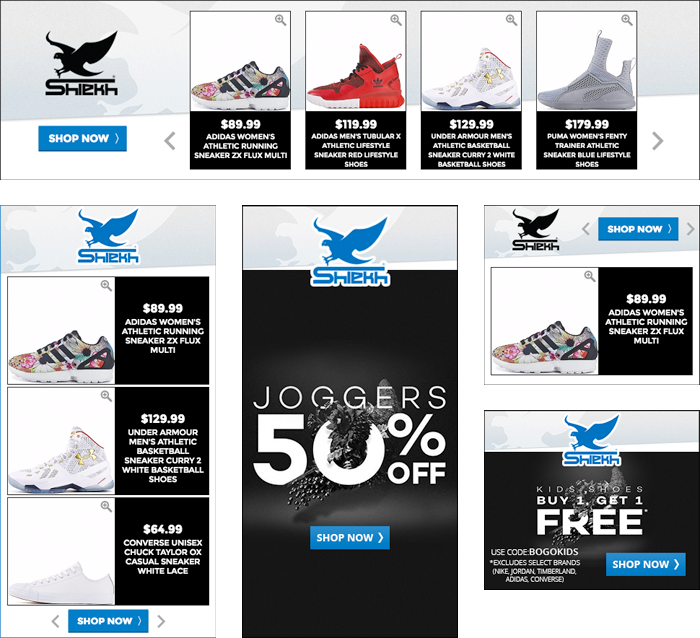 Shiekh
SHOP NOW 〉
$89.99
ADIDAS WOMEN'S
ATHLETIC RUNNING
SNEAKER ZX FLUX MULTI
$119.99
ADIDAS MEN'S TUBULAR X
ATHLETIC LIFESTYLE
SNEAKER RED LIFESTYLE
SHOES
$129.99
UNDER ARMOUR MEN'S
ATHLETIC BASKETBALL
SNEAKER CURRY 2 WHITE
BASKETBALL SHOES
$179.99
PUMA WOMEN'S FENTY
TRAINER ATHLETIC
SNEAKER BLUE LIFESTYLE
SHOES
Shiekh
$89.99
ADIDAS WOMEN'S
ATHLETIC RUNNING
SNEAKER ZX FLUX
MULTI
$129.99
UNDER ARMOUR
MEN'S ATHLETIC
BASKETBALL
SNEAKER CURRY 2
WHITE BASKETBALL
SHOES
$64.99
CONVERSE UNISEX
CHUCK TAYLOR OX
CASUAL SNEAKER
WHITE LACE
SHOP NOW 〉
Shiekh
JOGGERS
50%
OFF
SHOP NOW ❯
Shiekh
SHOP NOW 〉
$89.99
ADIDAS WOMEN'S
ATHLETIC RUNNING
SNEAKER ZX FLUX
MULTI
Shiekh
KIDS SHOES
BUY 1, GET 1
FREE*
USE CODE:BOGOKIDS
*EXCLUDES SELECT BRANDS
(NIKE, JORDAN, TIMBERLAND,
ADIDAS, CONVERSE)
SHOP NOW ❯